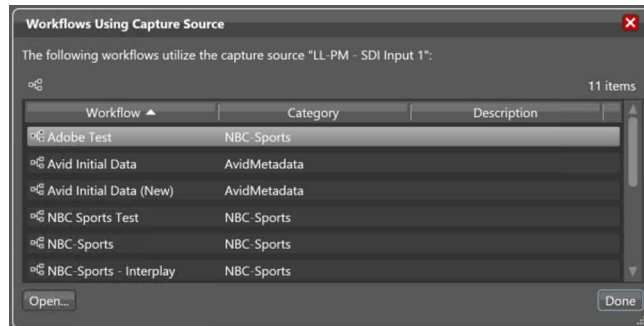 Workflows Using Capture Source
The following workflows utilize the capture source "LL-PM - SDI Input 1":
11 items
Workflow Category Description
Adobe Test NBC-Sports
Avid Initial Data AvidMetadata
Avid Initial Data (New) AvidMetadata
NBC Sports Test NBC-Sports
NBC-Sports NBC-Sports
NBC-Sports - Interplay NBC-Sports
Open... Done